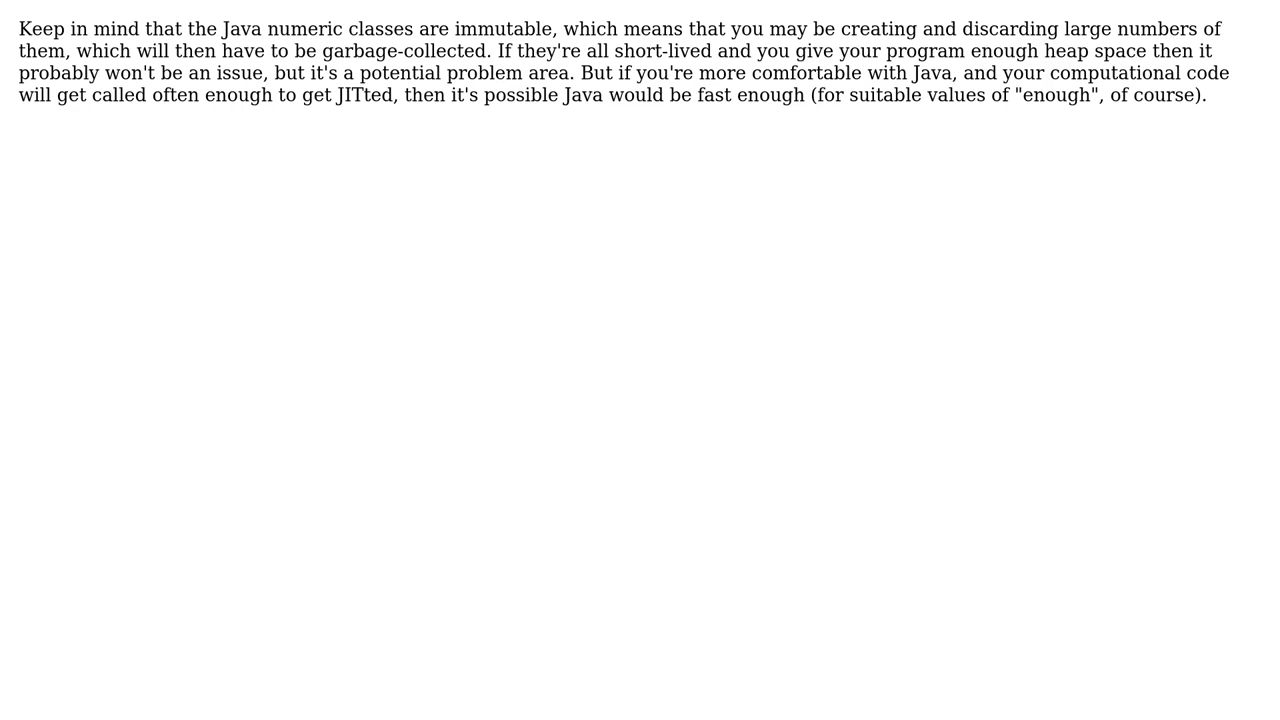 Keep in mind that the Java numeric classes are immutable, which means that you may be creating and discarding large numbers of
them, which will then have to be garbage-collected. If they're all short-lived and you give your program enough heap space then it
probably won't be an issue, but it's a potential problem area. But if you're more comfortable with Java, and your computational code
will get called often enough to get JITted, then it's possible Java would be fast enough (for suitable values of "enough", of course).